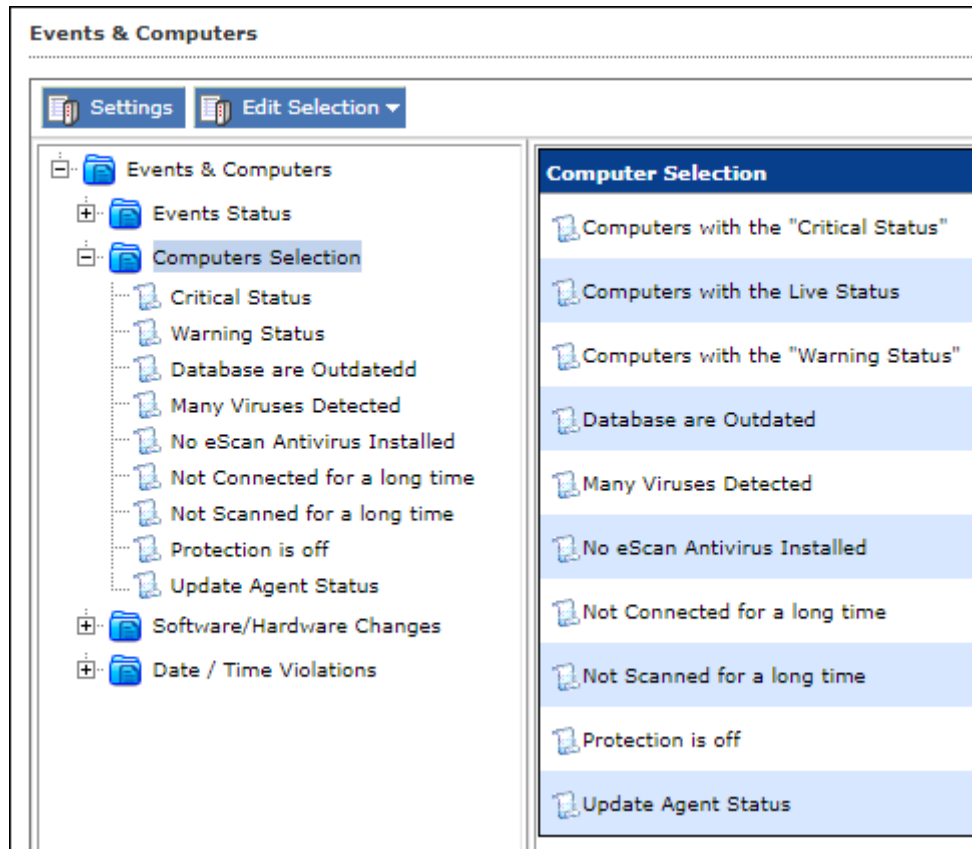 Events & Computers
Settings
Edit Selection
Events & Computers
Events Status
Computers Selection
Critical Status
Warning Status
Database are Outdatedd
Many Viruses Detected
No eScan Antivirus Installed
Not Connected for a long time
Not Scanned for a long time
Protection is off
Update Agent Status
Software/Hardware Changes
Date / Time Violations
Computer Selection
Computers with the "Critical Status"
Computers with the Live Status
Computers with the "Warning Status"
Database are Outdated
Many Viruses Detected
No eScan Antivirus Installed
Not Connected for a long time
Not Scanned for a long time
Protection is off
Update Agent Status